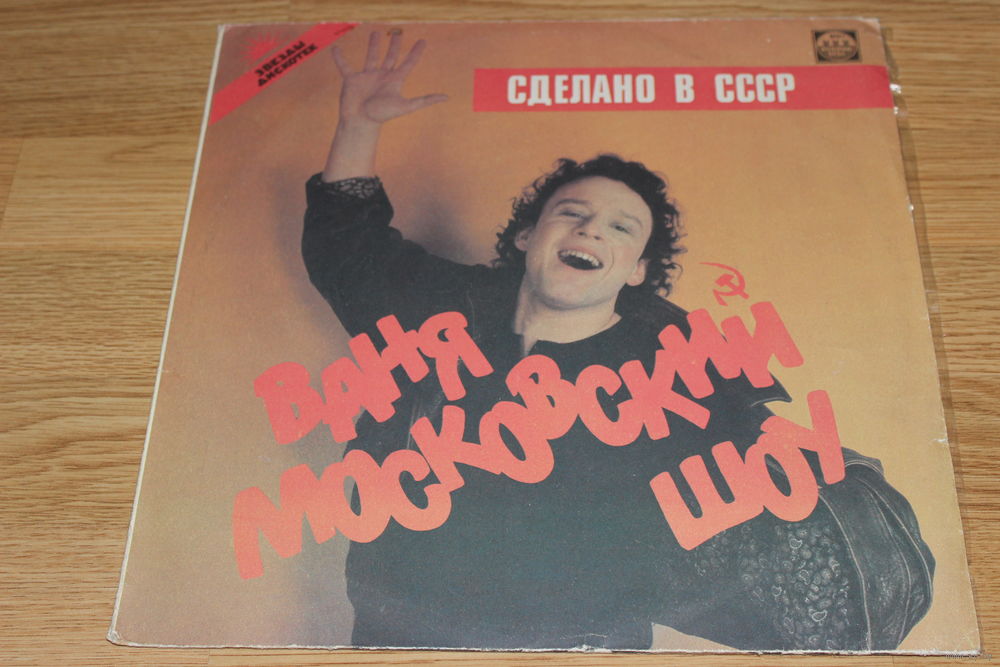 ЗВЕЗДЫ
ДИСКОТЕК
СДЕЛАНО В СССР
ВАНЯ
МОСКОВСКИЙ
ШОУ